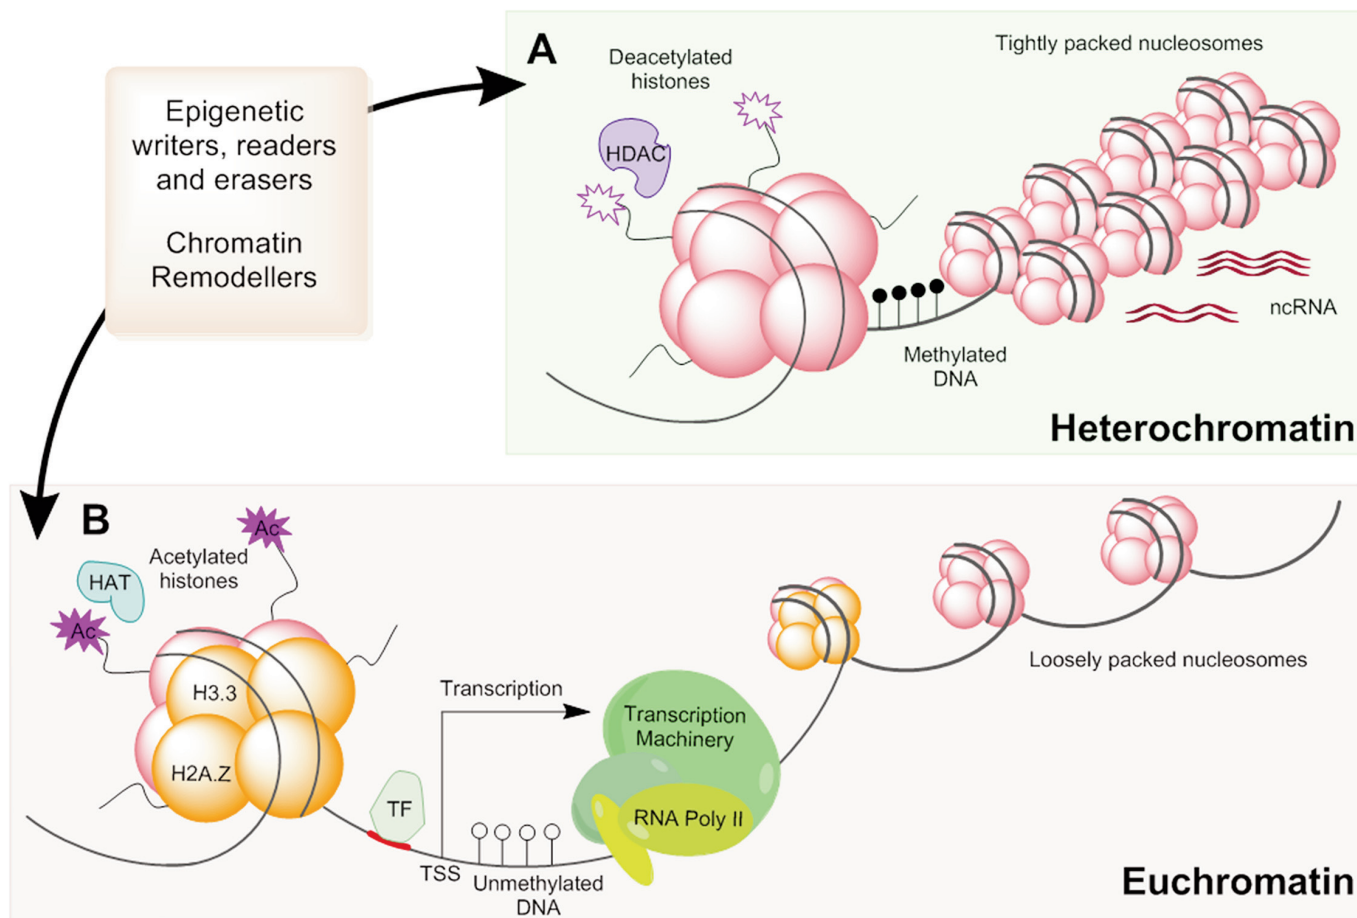 Epigenetic
writers, readers
and erasers
Chromatin
Remodellers
A
Deacetylated
histones
HDAC
Tightly packed nucleosomes
ncRNA
Methylated
DNA
Heterochromatin
B
Ac
Acetylated
histones
HAT
Ac
H3.3
H2A.Z
Transcription
Transcription
Machinery
RNA Poly II
TF
TSS
Unmethylated
DNA
Loosely packed nucleosomes
Euchromatin